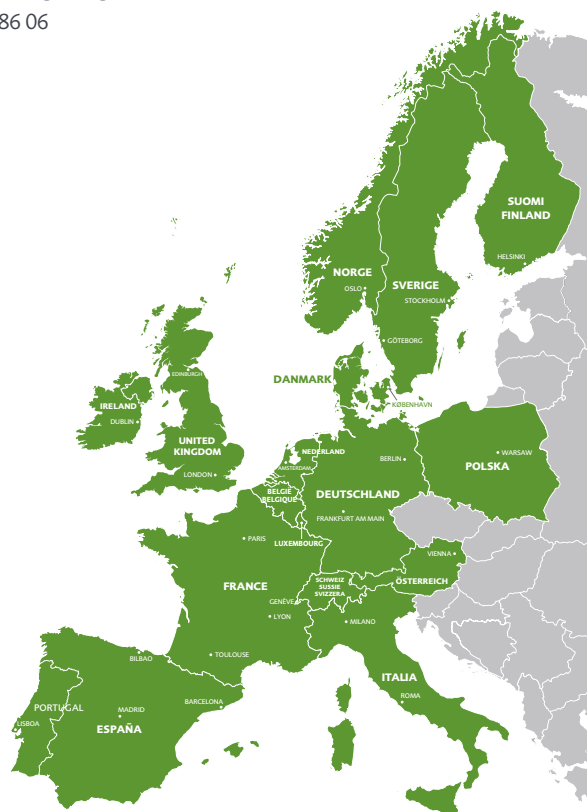 86 06
SUOMI
FINLAND
HELSINKI
NORGE
OSLO
SVERIGE
STOCKHOLM
GÖTEBORG
DANMARK
KØBENHAVN
EDINBURGH
IRELAND
DUBLIN
UNITED
KINGDOM
LONDON
NEDERLAND
AMSTERDAM
BELGIË
BELGIQUE
LUXEMBOURG
BERLIN
DEUTSCHLAND
FRANKFURT AM MAIN
WARSAW
POLSKA
PARIS
FRANCE
VIENNA
ÖSTERREICH
SCHWEIZ
SUSSIE
SVIZZERA
GENÈVE
LYON
MILANO
TOULOUSE
BILBAO
ITALIA
ROMA
BARCELONA
PORTUGAL
MADRID
LISBOA
ESPAÑA